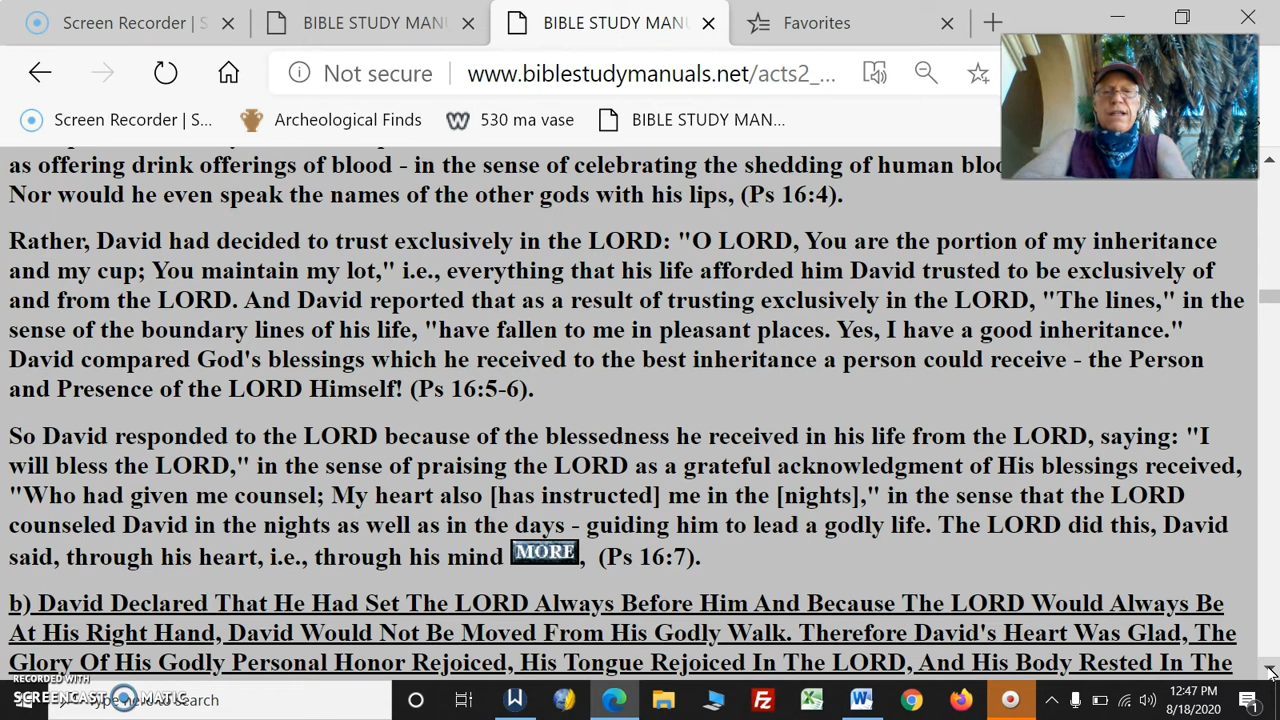 Screen Recorder | S
BIBLE STUDY MANU
BIBLE STUDY MANU
Favorites
Not secure
www.biblestudymanuals.net/acts2_...
Screen Recorder | S...
Archeological Finds
530 ma vase
BIBLE STUDY MAN...
as offering drink offerings of blood - in the sense of celebrating the shedding of human bloo
Nor would he even speak the names of the other gods with his lips, (Ps 16:4).
Rather, David had decided to trust exclusively in the LORD: "O LORD, You are the portion of my inheritance
and my cup; You maintain my lot," i.e., everything that his life afforded him David trusted to be exclusively of
and from the LORD. And David reported that as a result of trusting exclusively in the LORD, "The lines," in the
sense of the boundary lines of his life, "have fallen to me in pleasant places. Yes, I have a good inheritance."
David compared God's blessings which he received to the best inheritance a person could receive - the Person
and Presence of the LORD Himself! (Ps 16:5-6).
So David responded to the LORD because of the blessedness he received in his life from the LORD, saying: "I
will bless the LORD," in the sense of praising the LORD as a grateful acknowledgment of His blessings received,
"Who had given me counsel; My heart also [has instructed] me in the [nights]," in the sense that the LORD
counseled David in the nights as well as in the days - guiding him to lead a godly life. The LORD did this, David
said, through his heart, i.e., through his mind MORE, (Ps 16:7).
b) David Declared That He Had Set The LORD Always Before Him And Because The LORD Would Always Be
At His Right Hand, David Would Not Be Moved From His Godly Walk. Therefore David's Heart Was Glad, The
Glory Of His Godly Personal Honor Rejoiced, His Tongue Rejoiced In The LORD, And His Body Rested In The
RECORDED WITH
SCREENCAST MATIC
Type here to search
12:47 PM
8/18/2020
1